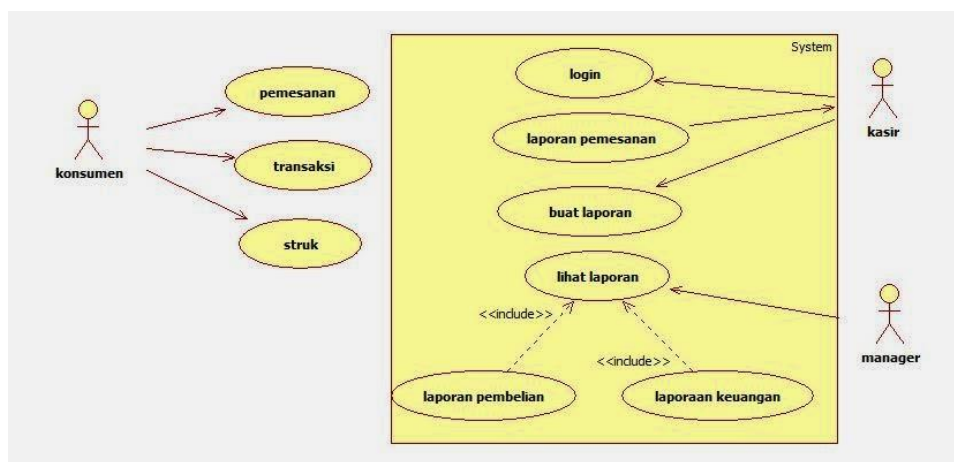 System
login
pemesanan
kasir
laporan pemesanan
konsumen
transaksi
buat laporan
struk
lihat laporan
<<include>>
manager
<<include>>
laporan pembelian
laporaan keuangan